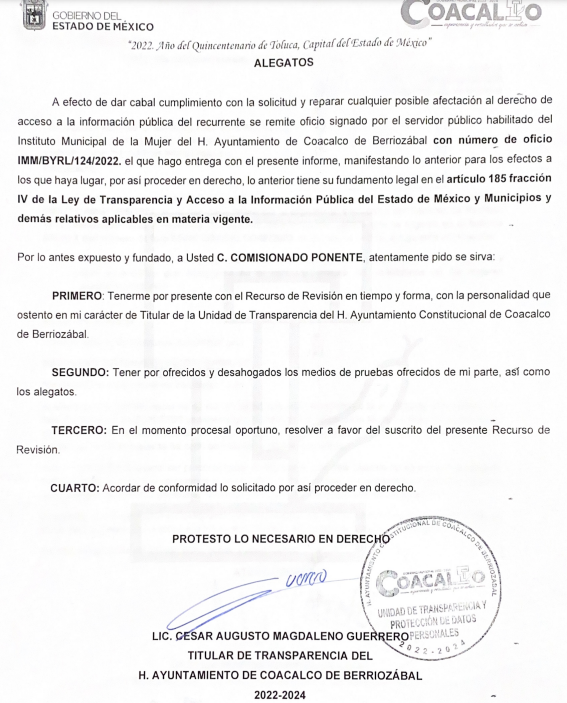 GOBIERNO DEL
ESTADO DE MÉXICO
COACALCO
"2022. Año del Quincentenario de Toluca, Capital del Estado de México"
ALEGATOS
A efecto de dar cabal cumplimiento con la solicitud y reparar cualquier posible afectación al derecho de
acceso a la información pública del recurrente se remite oficio signado por el servidor público habilitado del
Instituto Municipal de la Mujer del H. Ayuntamiento de Coacalco de Berriozábal con número de oficio
IMM/BYRL/124/2022. el que hago entrega con el presente informe, manifestando lo anterior para los efectos a
los que haya lugar, por así proceder en derecho, lo anterior tiene su fundamento legal en el artículo 185 fracción
IV de la Ley de Transparencia y Acceso a la Información Pública del Estado de México y Municipios y
demás relativos aplicables en materia vigente.
Por lo antes expuesto y fundado, a Usted C. COMISIONADO PONENTE, atentamente pido se sirva:
PRIMERO: Tenerme por presente con el Recurso de Revisión en tiempo y forma, con la personalidad que
ostento en mi carácter de Titular de la Unidad de Transparencia del H. Ayuntamiento Constitucional de Coacalco
de Berriozábal.
SEGUNDO: Tener por ofrecidos y desahogados los medios de pruebas ofrecidos de mi parte, así como
los alegatos.
TERCERO: En el momento procesal oportuno, resolver a favor del suscrito del presente Recurso de
Revisión.
CUARTO: Acordar de conformidad lo solicitado por así proceder en derecho.
PROTESTO LO NECESARIO EN DERECHO
H. AYUNTAMIENTO CONSTITUCIONAL DE COACALCO DE BERRIOZÁBAL
COACALCO
UNIDAD DE TRANSPARENCIA Y
PROTECCIÓN DE DATOS
PERSONALES
2022-2024
LIC. CESAR AUGUSTO MAGDALENO GUERRERO
TITULAR DE TRANSPARENCIA DEL
H. AYUNTAMIENTO DE COACALCO DE BERRIOZÁBAL
2022-2024